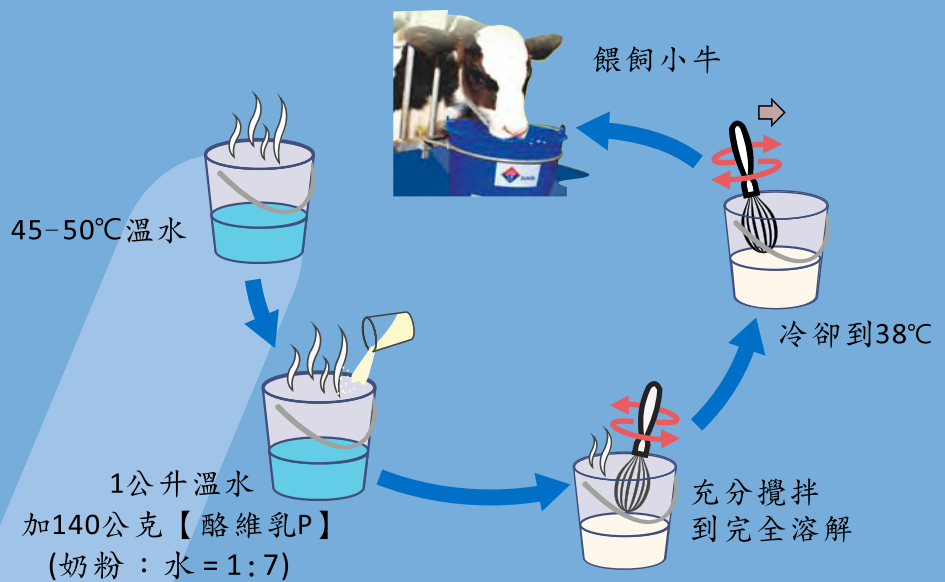 45-50℃溫水
1公升溫水
加140公克【酪維乳P】
(奶粉：水=1:7)
充分攪拌
到完全溶解
冷卻到38℃
餵飼小牛